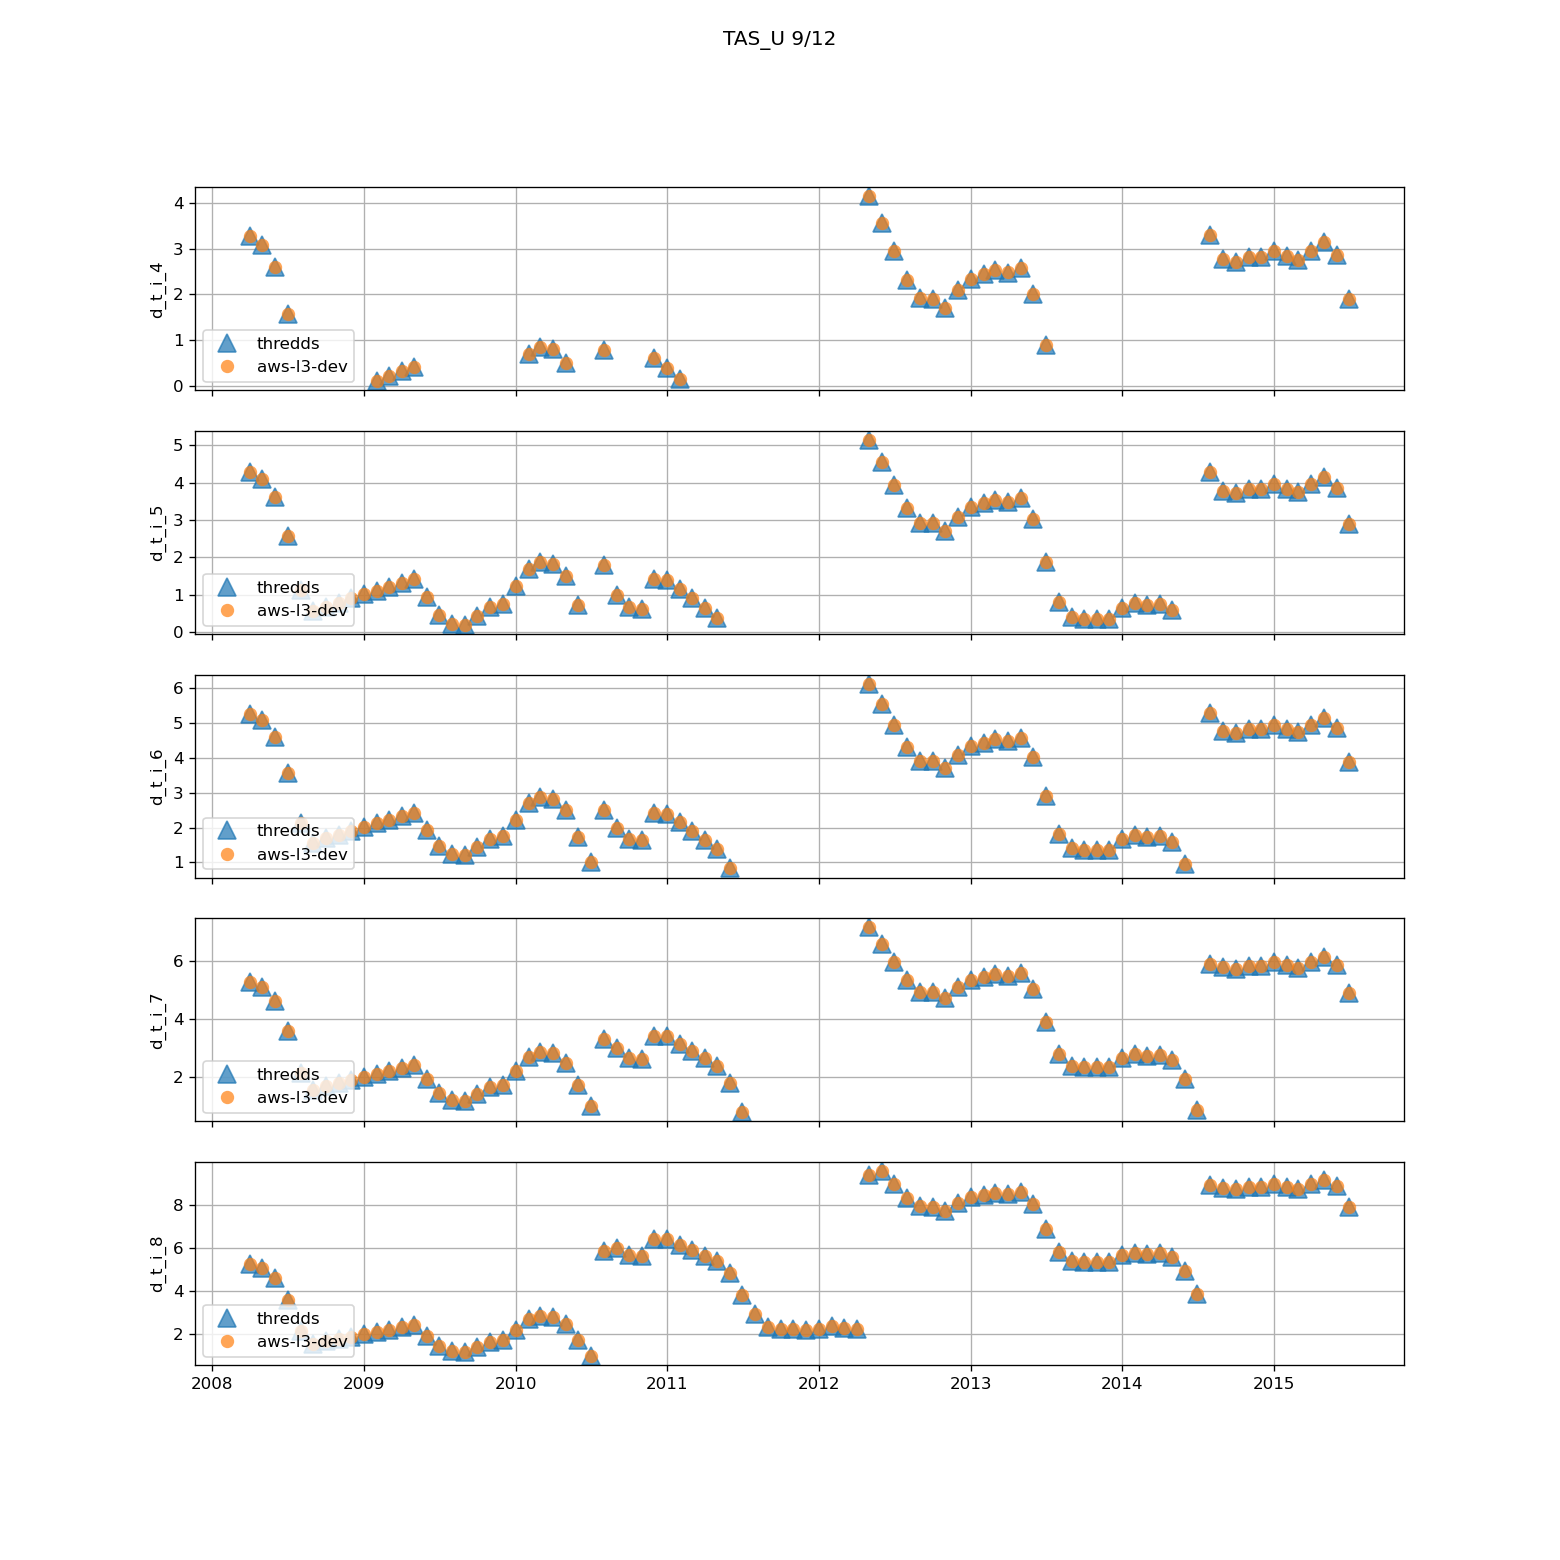 TAS_U 9/12
4
3
2
1
0
d_t_i_4
thredds
aws-l3-dev
5
4
3
2
1
0
d_t_i_5
thredds
aws-l3-dev
6
5
4
3
2
1
d_t_i_6
thredds
aws-l3-dev
6
4
2
d_t_i_7
thredds
aws-l3-dev
8
6
4
2
d_t_i_8
thredds
aws-l3-dev
2008 2009 2010 2011 2012 2013 2014 2015